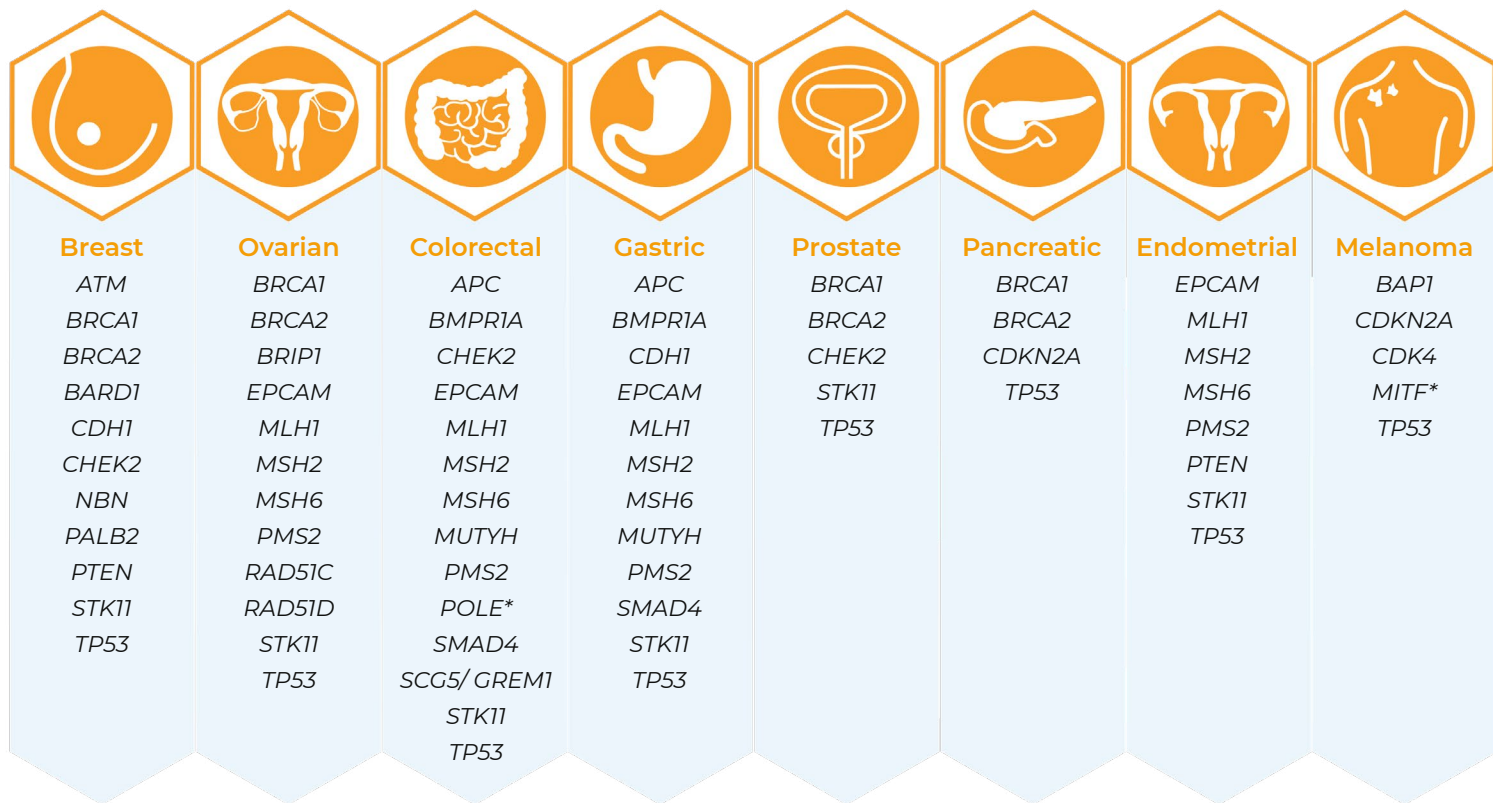 Breast
ATM
BRCA1
BRCA2
BARD1
CDH1
CHEK2
NBN
PALB2
PTEN
STK11
TP53
Ovarian
BRCA1
BRCA2
BRIP1
EPCAM
MLH1
MSH2
MSH6
PMS2
RAD51C
RAD51D
STK11
TP53
Colorectal
APC
BMPR1A
CHEK2
EPCAM
MLH1
MSH2
MSH6
MUTYH
PMS2
POLE*
SMAD4
SCG5/ GREM1
STK11
TP53
Gastric
APC
BMPR1A
CDH1
EPCAM
MLH1
MSH2
MSH6
MUTYH
PMS2
SMAD4
STK11
TP53
Prostate
BRCA1
BRCA2
CHEK2
STK11
TP53
Pancreatic
BRCA1
BRCA2
CDKN2A
TP53
Endometrial
EPCAM
MLH1
MSH2
MSH6
PMS2
PTEN
STK11
TP53
Melanoma
BAP1
CDKN2A
CDK4
MITF*
TP53